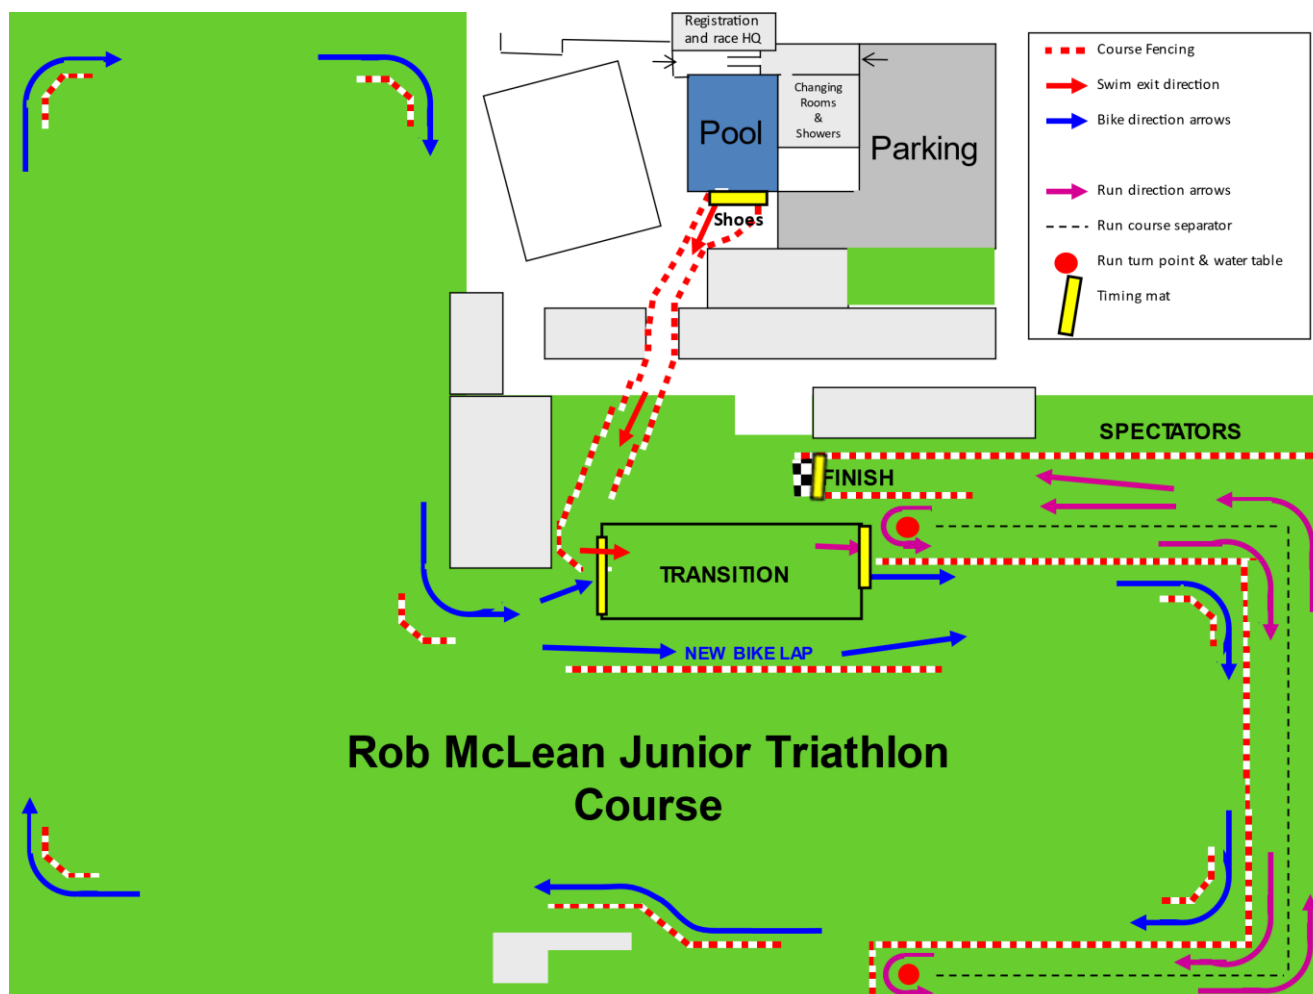 Registration
and race HQ
Pool
Changing
Rooms
&
Showers
Parking
Shoes
Course Fencing
Swim exit direction
Bike direction arrows
Run direction arrows
Run course separator
Run turn point & water table
Timing mat
SPECTATORS
FINISH
TRANSITION
NEW BIKE LAP
Rob McLean Junior Triathlon
Course